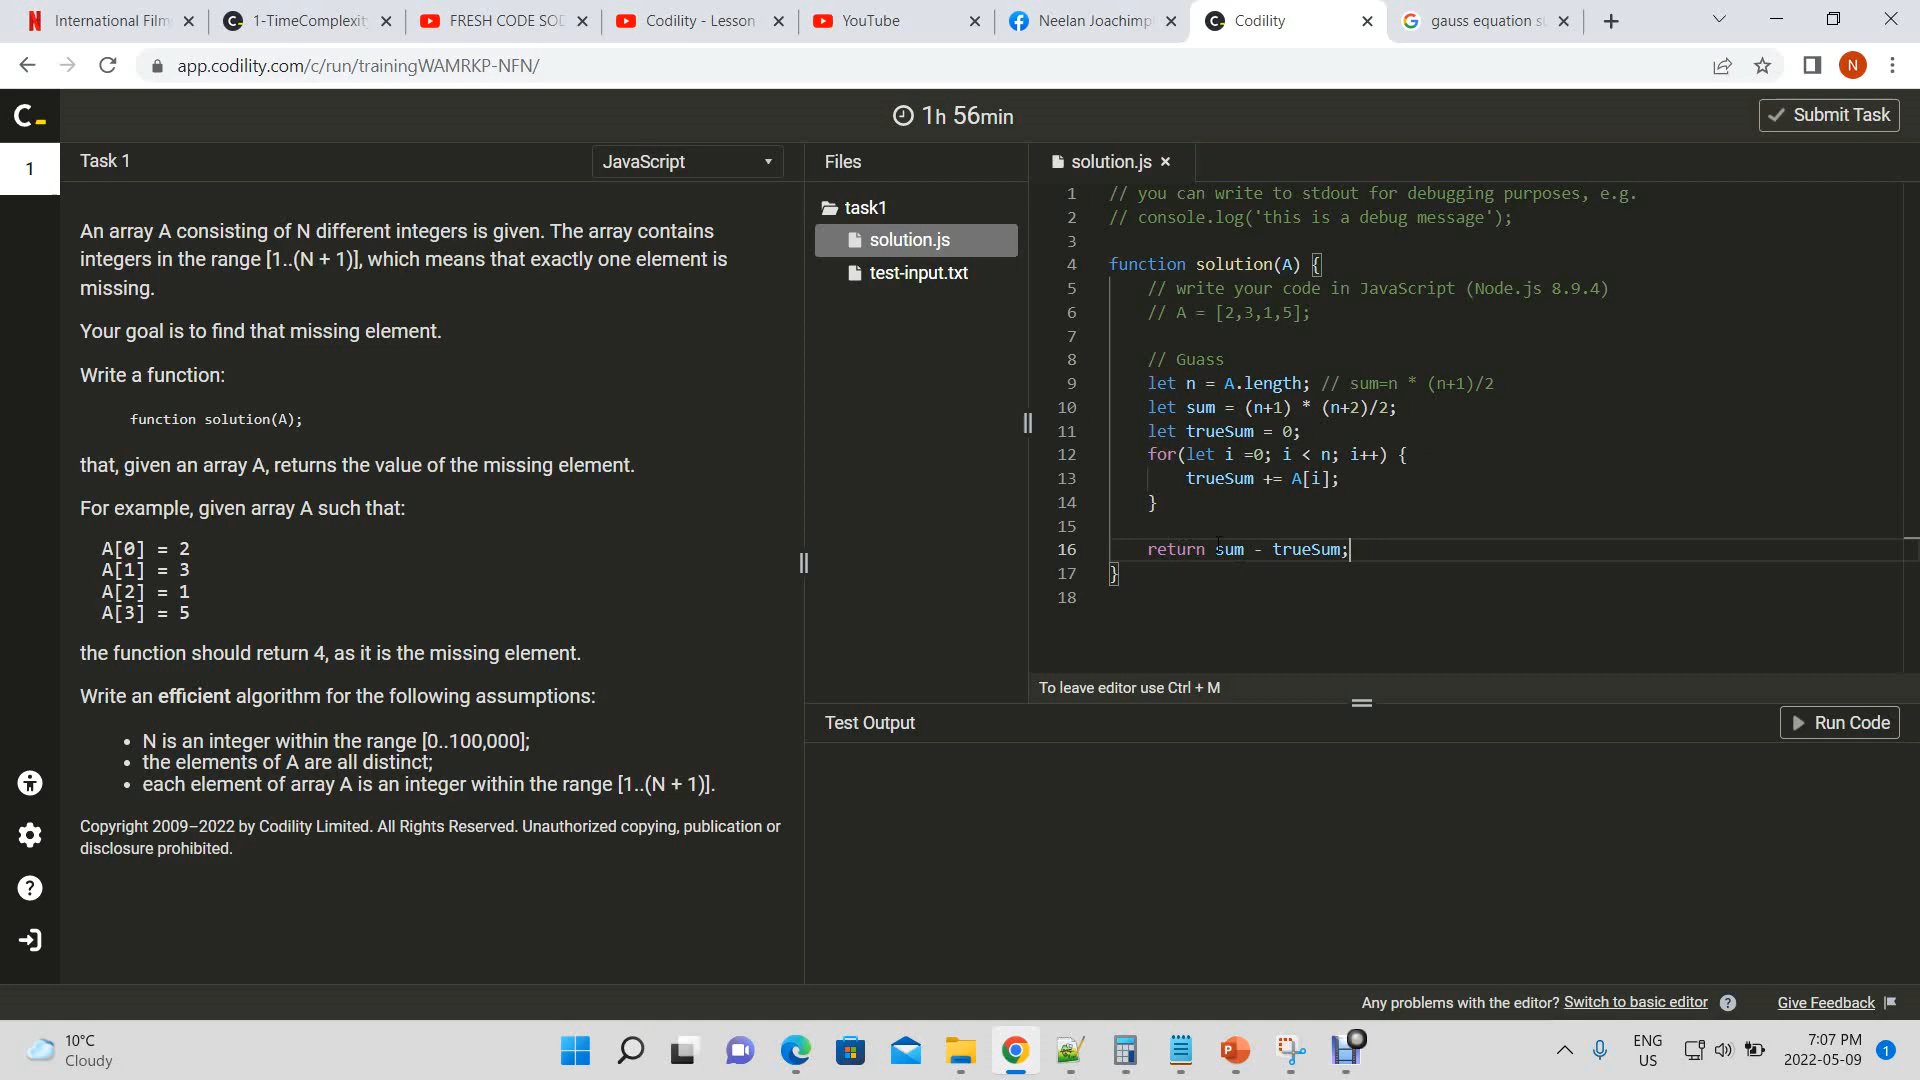 International Film
1-TimeComplexity
FRESH CODE SOD
Codility - Lesson
YouTube
Neelan Joachimp
Codility
gauss equation su
app.codility.com/c/run/trainingWAMRKP-NFN/
N
C_
1h 56min
Submit Task
1
Task 1
JavaScript
Files
solution.js
task1
solution.js
test-input.txt
An array A consisting of N different integers is given. The array contains
integers in the range [1..(N + 1)], which means that exactly one element is
missing.
Your goal is to find that missing element.
Write a function:
function solution(A);
that, given an array A, returns the value of the missing element.
For example, given array A such that:
A[0] = 2
A[1] = 3
A[2] = 1
A[3] = 5
the function should return 4, as it is the missing element.
Write an efficient algorithm for the following assumptions:
• N is an integer within the range [0..100,000];
• the elements of A are all distinct;
• each element of array A is an integer within the range [1..(N + 1)].
Copyright 2009–2022 by Codility Limited. All Rights Reserved. Unauthorized copying, publication or
disclosure prohibited.
1 // you can write to stdout for debugging purposes, e.g.
2 // console.log('this is a debug message');
3
4 function solution(A) {
5 // write your code in JavaScript (Node.js 8.9.4)
6 // A = [2,3,1,5];
7
8 // Guass
9 let n = A.length; // sum=n * (n+1)/2
10 let sum = (n+1) * (n+2)/2;
11 let trueSum = 0;
12 for(let i =0; i < n; i++) {
13 trueSum += A[i];
14 }
15
16 return sum - trueSum;
17 }
18
To leave editor use Ctrl + M
Test Output
Run Code
Any problems with the editor? Switch to basic editor
Give Feedback
10°C
Cloudy
ENG
US
7:07 PM
2022-05-09
1